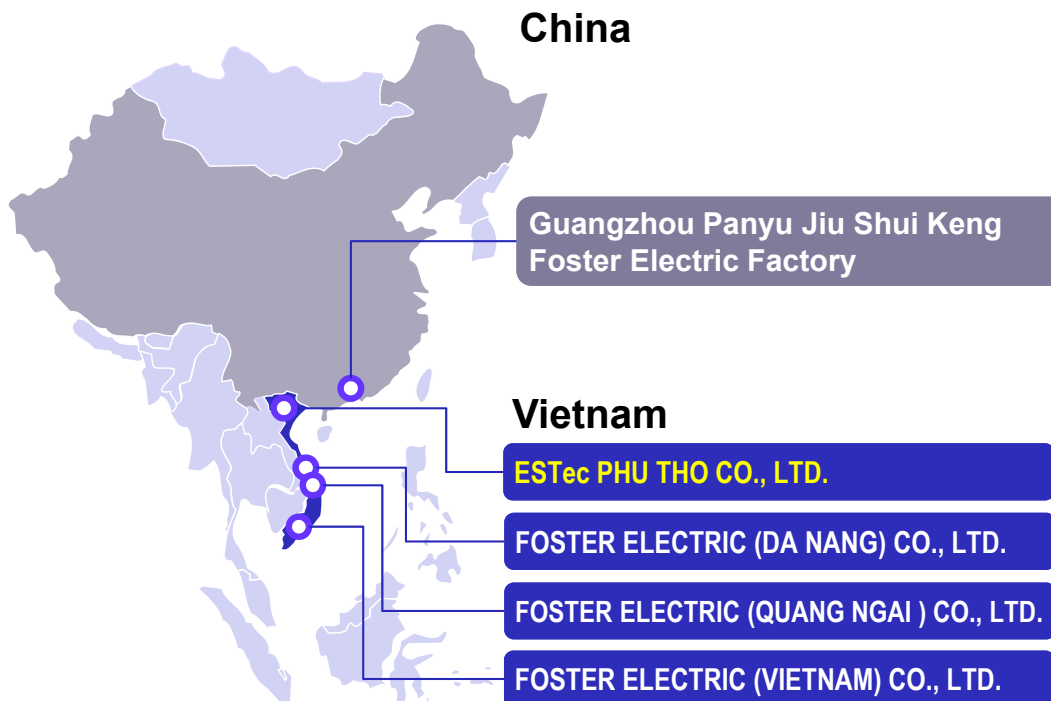 China
Guangzhou Panyu Jiu Shui Keng
Foster Electric Factory
Vietnam
ESTec PHU THO CO., LTD.
FOSTER ELECTRIC (DA NANG) CO., LTD.
FOSTER ELECTRIC (QUANG NGAI ) CO., LTD.
FOSTER ELECTRIC (VIETNAM) CO., LTD.